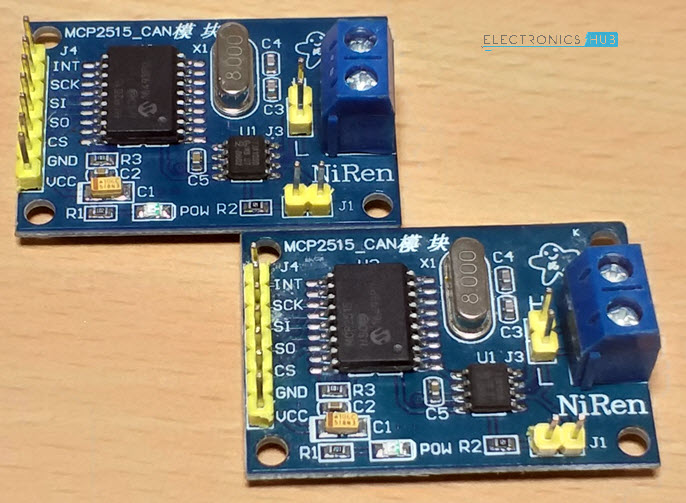 ELECTRONICS HUB
MCP2515_CAN模块
J4
X1
C4
INT
SCK
8.000
SI
C3
SO
U1 J3
CS
L
GND
R3
C2
C5
NiRen
VCC
C1
R1
POW
R2
J1
MCP2515_CAN模块
K
J4
U2
X1
C4
INT
H
SCK
8.000
MCP2515
SI
C3
SO
U1 J3
CS
L
GND
R3
C2
C5
NiRen
VCC
C1
R1
POW
R2
J1